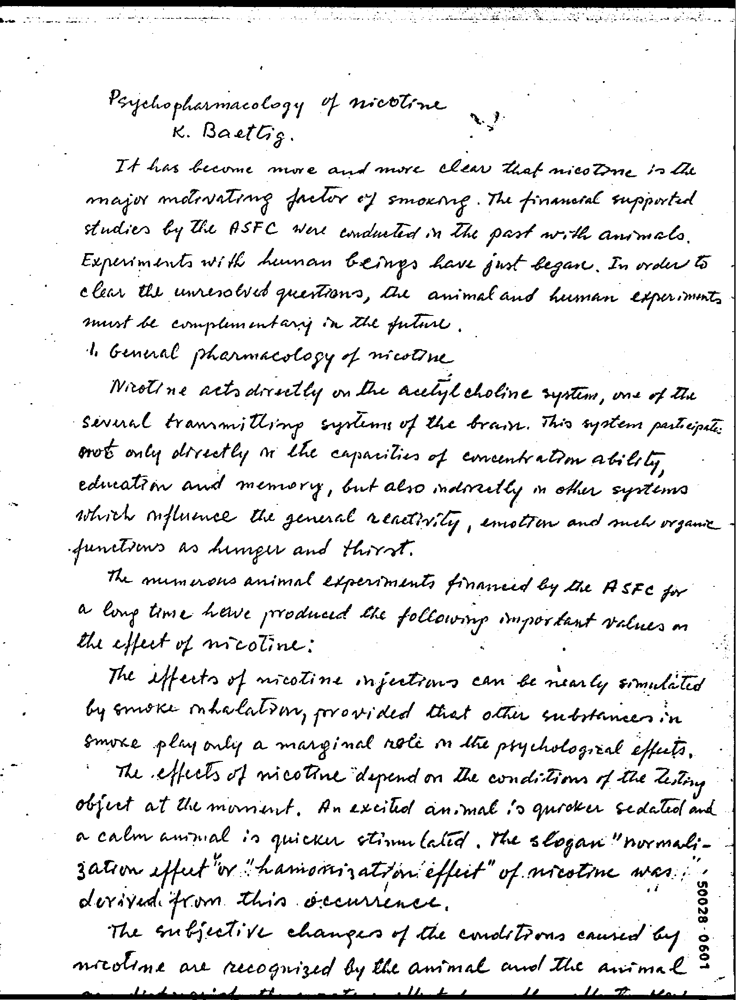 Psychopharmacology of nicotine
K. Baettig.
It has become more and more clear that nicotine is the
major motivating factor of smoking. The financial supported
studies by the ASFC were conducted in the past with animals.
Experiments with human beings have just began. In order to
clear the unresolved questions, the animal and human experiments
must be complementary in the future.
1. General pharmacology of nicotine
Nicotine acts directly on the acetylcholine system, one of the
several transmitting systems of the brain. This system participates
not only directly in the capacities of concentration ability,
education and memory, but also indirectly in other systems
which influence the general reactivity, emotion and such organic
functions as hunger and thirst.
The numerous animal experiments financed by the ASFC for
a long time have produced the following important values on
the effect of nicotine:
The effects of nicotine injections can be nearly simulated
by smoke inhalation, provided that other substances in
smoke play only a marginal role in the psychological effects.
The effects of nicotine depend on the conditions of the testing
object at the moment. An excited animal is quicker sedated and
a calm animal is quicker stimulated. The slogan "normali-
zation effect" or "hamonization effect" of nicotine was
derived from this occurrence.
The subjective changes of the conditions caused by
nicotine are recognized by the animal and the animal
50028 0601